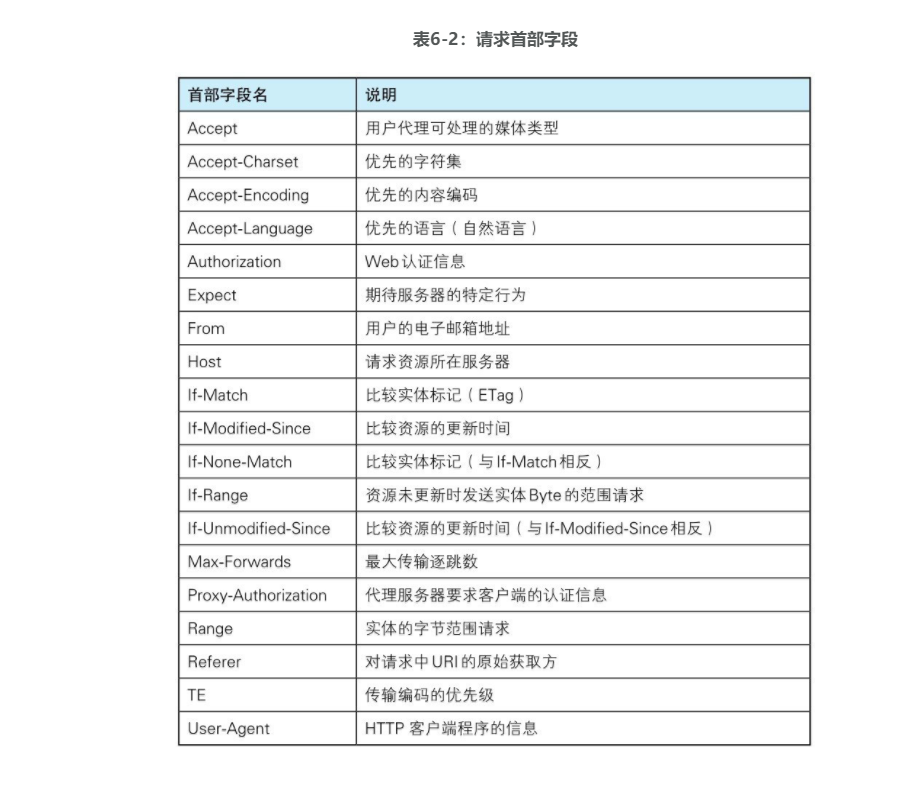 表6-2：请求首部字段
首部字段名 说明
Accept 用户代理可处理的媒体类型
Accept-Charset 优先的字符集
Accept-Encoding 优先的内容编码
Accept-Language 优先的语言（自然语言）
Authorization Web认证信息
Expect 期待服务器的特定行为
From 用户的电子邮箱地址
Host 请求资源所在服务器
If-Match 比较实体标记（ETag）
If-Modified-Since 比较资源的更新时间
If-None-Match 比较实体标记（与If-Match相反）
If-Range 资源未更新时发送实体Byte的范围请求
If-Unmodified-Since 比较资源的更新时间（与If-Modified-Since相反）
Max-Forwards 最大传输逐跳数
Proxy-Authorization 代理服务器要求客户端的认证信息
Range 实体的字节范围请求
Referer 对请求中URI的原始获取方
TE 传输编码的优先级
User-Agent HTTP 客户端程序的信息